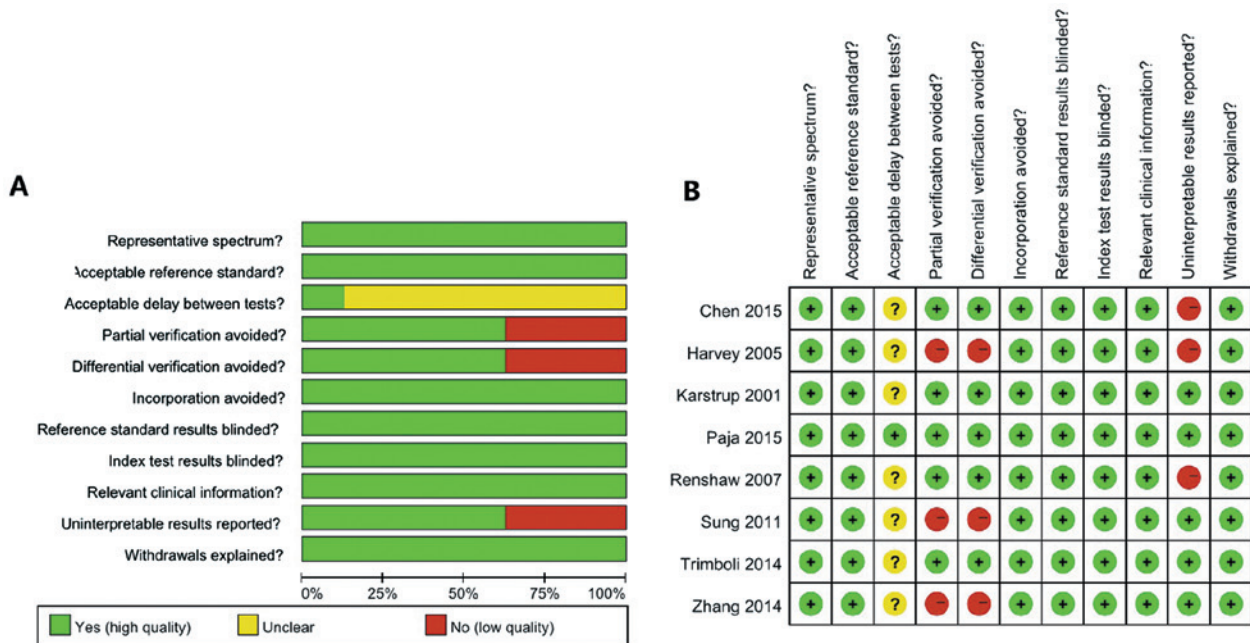 A
Representative spectrum?
Acceptable reference standard?
Acceptable delay between tests?
Partial verification avoided?
Differential verification avoided?
Incorporation avoided?
Reference standard results blinded?
Index test results blinded?
Relevant clinical information?
Uninterpretable results reported?
Withdrawals explained?
0% 25% 50% 75% 100%
Yes (high quality) Unclear No (low quality)
B
Representative spectrum?
Acceptable reference standard?
Acceptable delay between tests?
Partial verification avoided?
Differential verification avoided?
Incorporation avoided?
Reference standard results blinded?
Index test results blinded?
Relevant clinical information?
Uninterpretable results reported?
Withdrawals explained?
Chen 2015 + + ? + + + + + + - +
Harvey 2005 + + ? - - + + + + - +
Karstrup 2001 + + ? + + + + + + + +
Paja 2015 + + + + + + + + + + +
Renshaw 2007 + + ? + + + + + + - +
Sung 2011 + + ? - - + + + + + +
Trimboli 2014 + + ? + + + + + + + +
Zhang 2014 + + ? - - + + + + + +